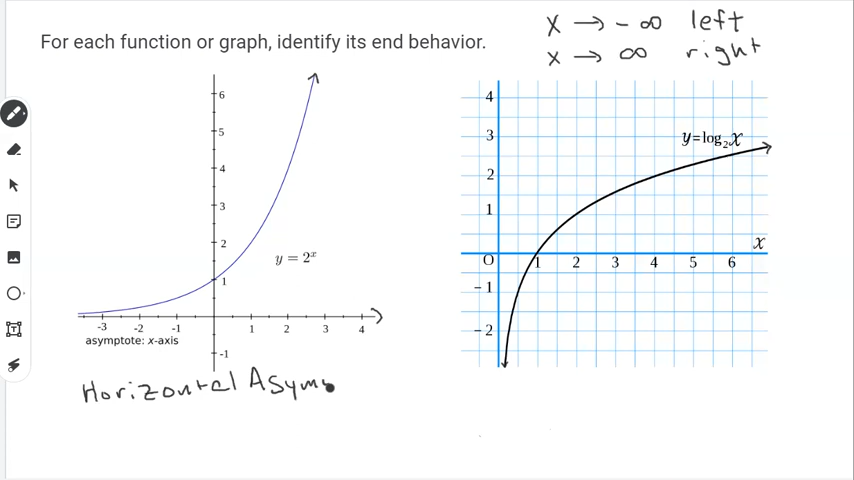 x → - ∞ left
For each function or graph, identify its end behavior.
x → ∞ right
6
5
4
3
2
1
-1
-3 -2 -1 1 2 3 4
y = 2ˣ
asymptote: x-axis
Horizontal Asym
4
3
2
1
O
-1
-2
1 2 3 4 5 6
y=log₂x
x